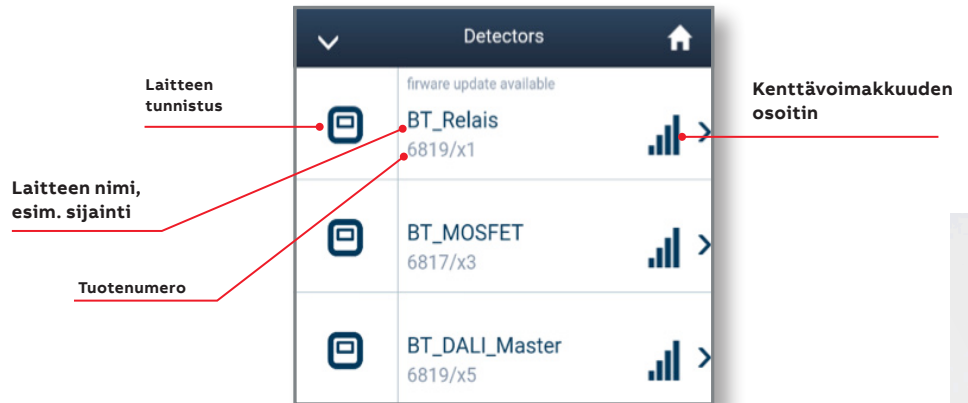 Detectors
Laitteen
tunnistus
firware update available
BT_Relais
6819/x1
Kenttävoimakkuuden
osoitin
Laitteen nimi,
esim. sijainti
BT_MOSFET
6817/x3
Tuotenumero
BT_DALI_Master
6819/x5